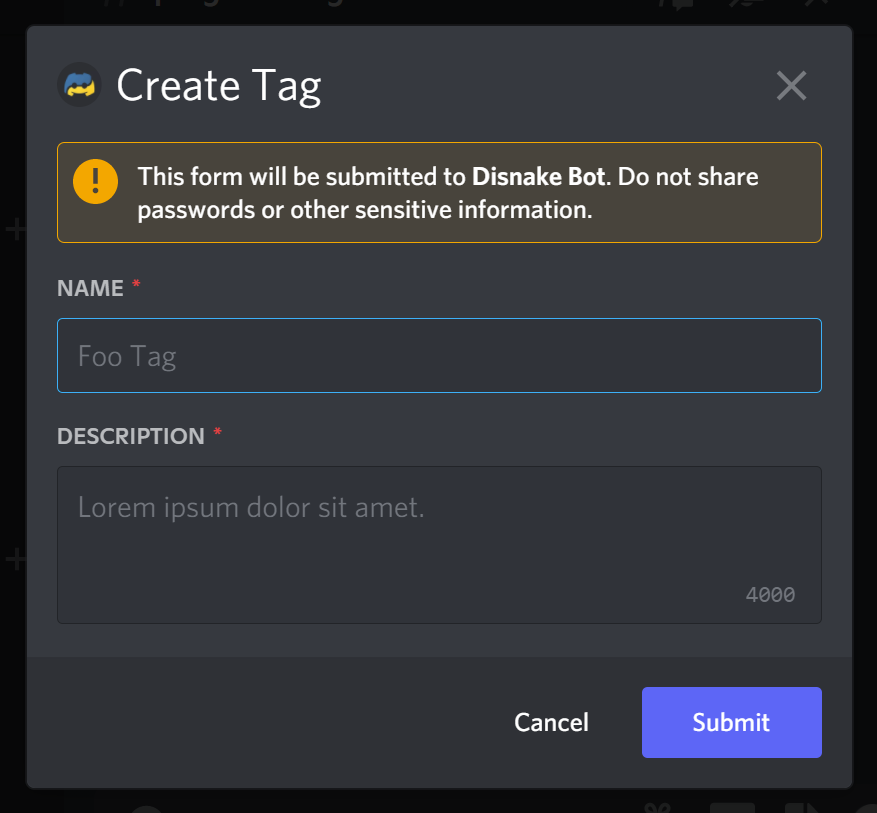 Create Tag
This form will be submitted to Disnake Bot. Do not share
passwords or other sensitive information.
NAME *
Foo Tag
DESCRIPTION *
Lorem ipsum dolor sit amet.
4000
Cancel
Submit